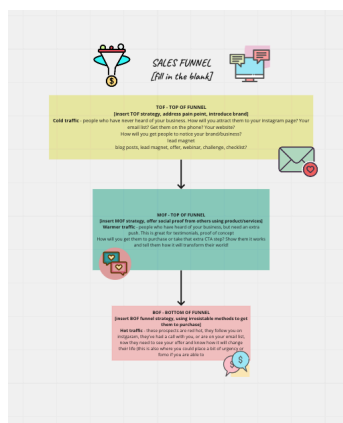 SALES FUNNEL
[fill in the blank]
TOF - TOP OF FUNNEL
[Insert TOF strategy, address pain point, introduce brand]
Cold traffic - people who have never heard of your business. How will you attract them to your Instagram page? Your
email list? Get them on the phone? Your website?
How will you get people to notice your brand/business?
lead magnet
blog posts, lead magnet, offer, webinar, challenge, checklist?
MOF - TOP OF FUNNEL
[Insert MOF strategy, offer social proof from others using product/services]
Warmer traffic - people who have heard of your business, but need an extra
push. This is great for testimonials, proof of concept
How will you get them to purchase or take that extra CTA step? Show them it works
and tell them how it will transform their world!
BOF - BOTTOM OF FUNNEL
[Insert BOF funnel strategy, using irresistable methods to get
them to purchase]
Hot traffic - these prospects are red hot, they follow you on
Instagram, they've had a call with you, or are on your email list,
now they need to see your offer and know how it will change
their life (this is also where you could place a bit of urgency or
fomo if you are able to